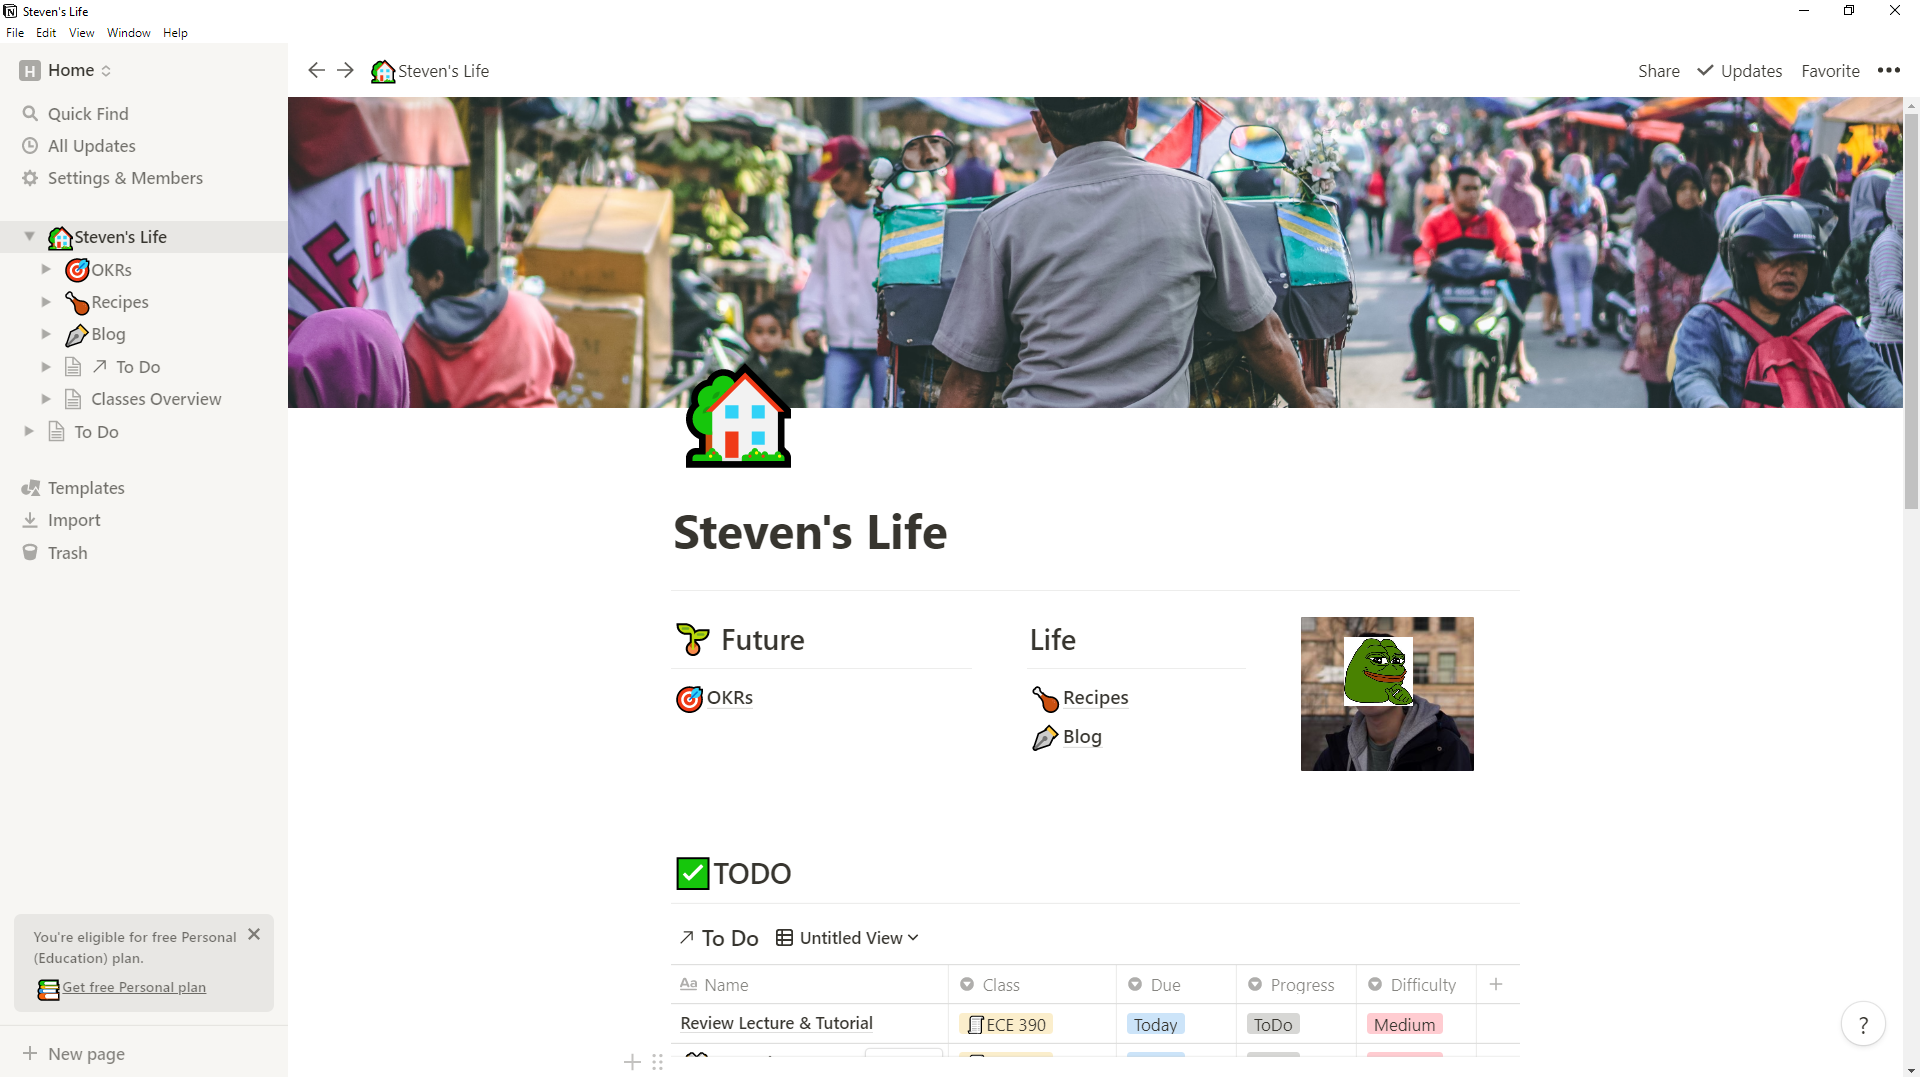 Steven's Life
File Edit View Window Help
H Home
Steven's Life
Share Updates Favorite
Quick Find
All Updates
Settings & Members
Steven's Life
OKRs
Recipes
Blog
To Do
Classes Overview
To Do
Templates
Import
Trash
You're eligible for free Personal
(Education) plan.
Get free Personal plan
New page
Steven's Life
Future
OKRs
Life
Recipes
Blog
TODO
To Do Untitled View
Aa Name Class Due Progress Difficulty
Review Lecture & Tutorial ECE 390 Today ToDo Medium
?